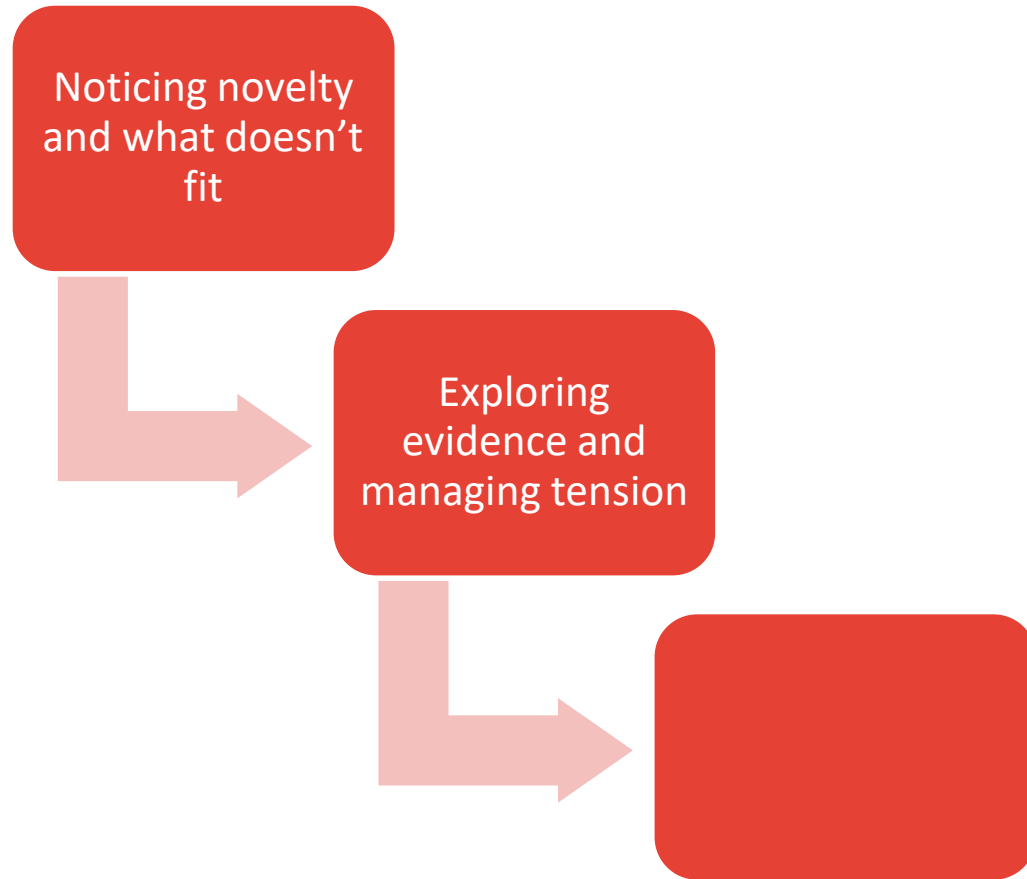 Noticing novelty
and what doesn’t
fit
Exploring
evidence and
managing tension